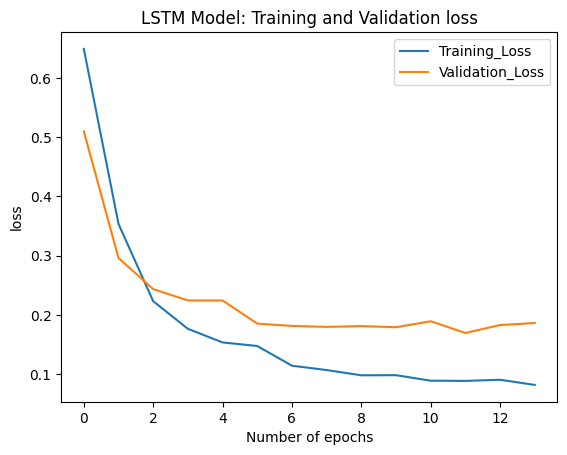 LSTM Model: Training and Validation loss
Training_Loss
Validation_Loss
0.6
0.5
0.4
0.3
0.2
0.1
loss
0 2 4 6 8 10 12
Number of epochs